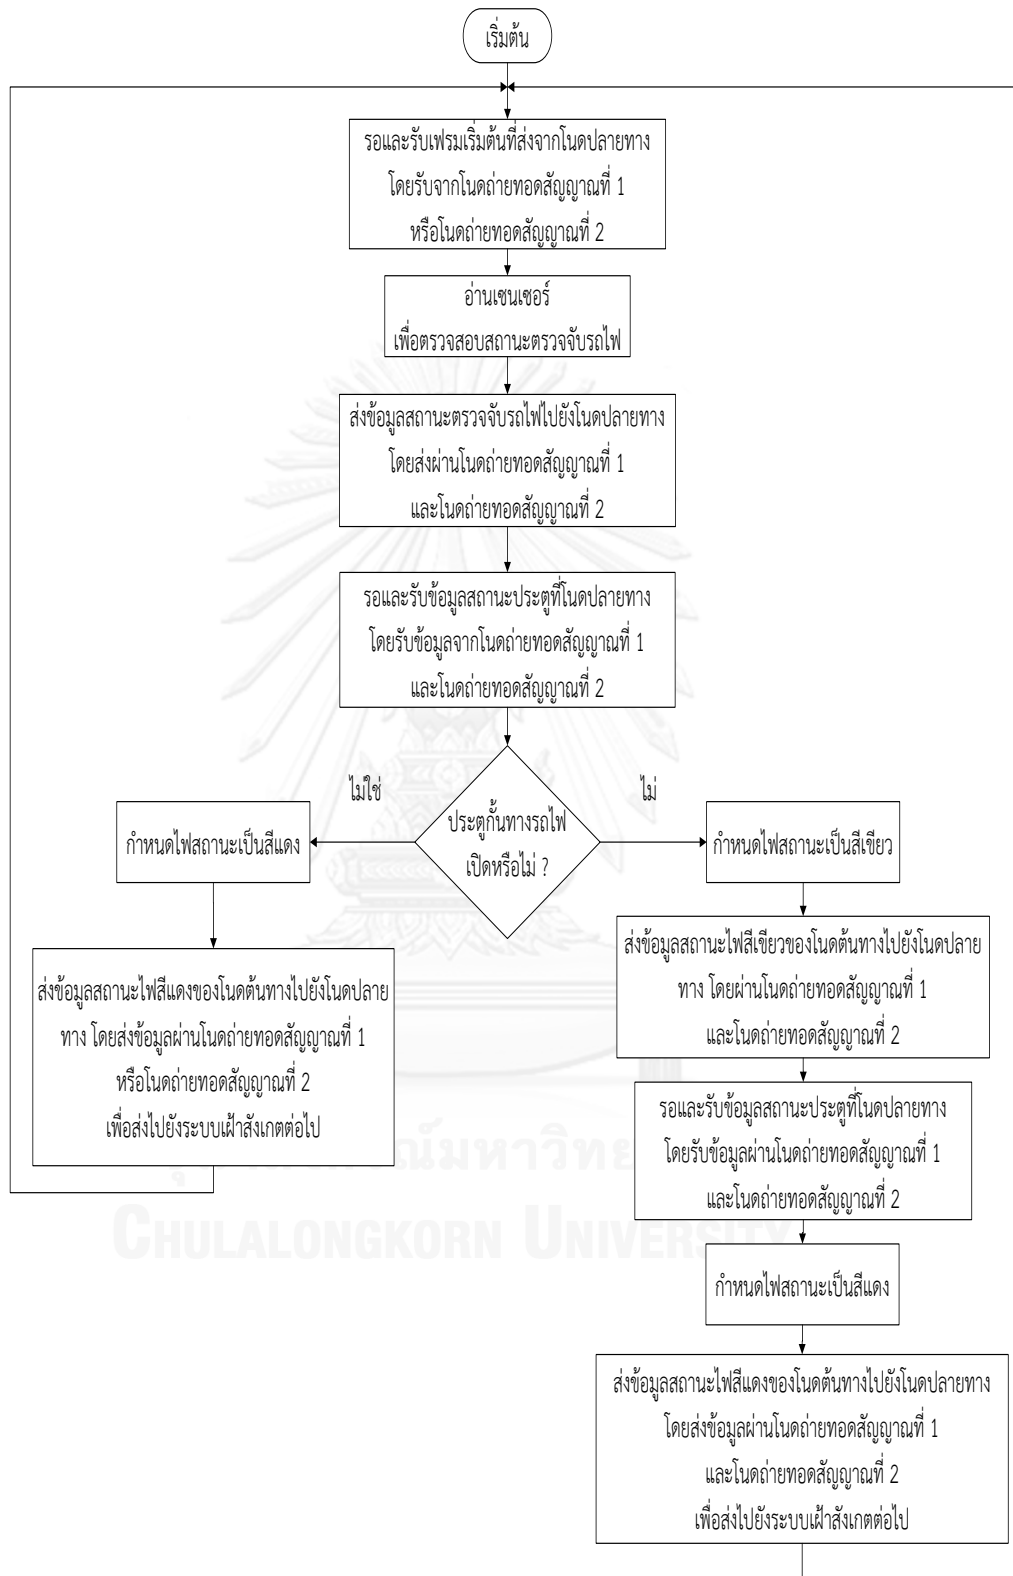 เริ่มต้น
รอและรับเฟรมเริ่มต้นที่ส่งจากโนดปลายทาง
โดยรับจากโนดถ่ายทอดสัญญาณที่ 1
หรือโนดถ่ายทอดสัญญาณที่ 2
อ่านเซนเซอร์
เพื่อตรวจสอบสถานะตรวจจับรถไฟ
ส่งข้อมูลสถานะตรวจจับรถไฟไปยังโนดปลายทาง
โดยส่งผ่านโนดถ่ายทอดสัญญาณที่ 1
และโนดถ่ายทอดสัญญาณที่ 2
รอและรับข้อมูลสถานะประตูที่โนดปลายทาง
โดยรับข้อมูลจากโนดถ่ายทอดสัญญาณที่ 1
และโนดถ่ายทอดสัญญาณที่ 2
ประตูกั้นทางรถไฟ
เปิดหรือไม่ ?
ไม่ใช่
กำหนดไฟสถานะเป็นสีแดง
ส่งข้อมูลสถานะไฟสีแดงของโนดต้นทางไปยังโนดปลาย
ทาง โดยส่งข้อมูลผ่านโนดถ่ายทอดสัญญาณที่ 1
หรือโนดถ่ายทอดสัญญาณที่ 2
เพื่อส่งไปยังระบบเฝ้าสังเกตต่อไป
ไม่
กำหนดไฟสถานะเป็นสีเขียว
ส่งข้อมูลสถานะไฟสีเขียวของโนดต้นทางไปยังโนดปลาย
ทาง โดยผ่านโนดถ่ายทอดสัญญาณที่ 1
และโนดถ่ายทอดสัญญาณที่ 2
รอและรับข้อมูลสถานะประตูที่โนดปลายทาง
โดยรับข้อมูลผ่านโนดถ่ายทอดสัญญาณที่ 1
และโนดถ่ายทอดสัญญาณที่ 2
กำหนดไฟสถานะเป็นสีแดง
ส่งข้อมูลสถานะไฟสีแดงของโนดต้นทางไปยังโนดปลายทาง
โดยส่งข้อมูลผ่านโนดถ่ายทอดสัญญาณที่ 1
และโนดถ่ายทอดสัญญาณที่ 2
เพื่อส่งไปยังระบบเฝ้าสังเกตต่อไป
CHULALONGKORN UNIVERSITY